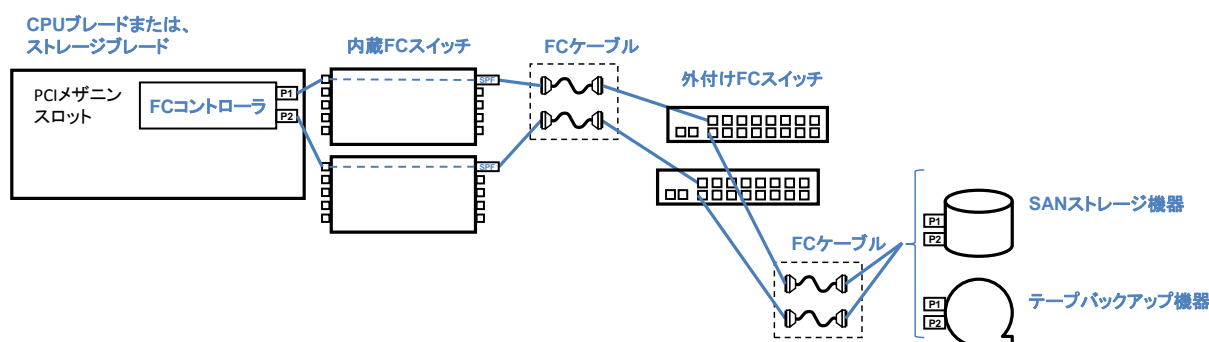 CPUブレードまたは、
ストレージブレード
PCIメザニン
スロット
FCコントローラ
P1
P2
内蔵FCスイッチ
SPF
SPF
FCケーブル
外付けFCスイッチ
FCケーブル
P1
P2
SANストレージ機器
P1
P2
テープバックアップ機器